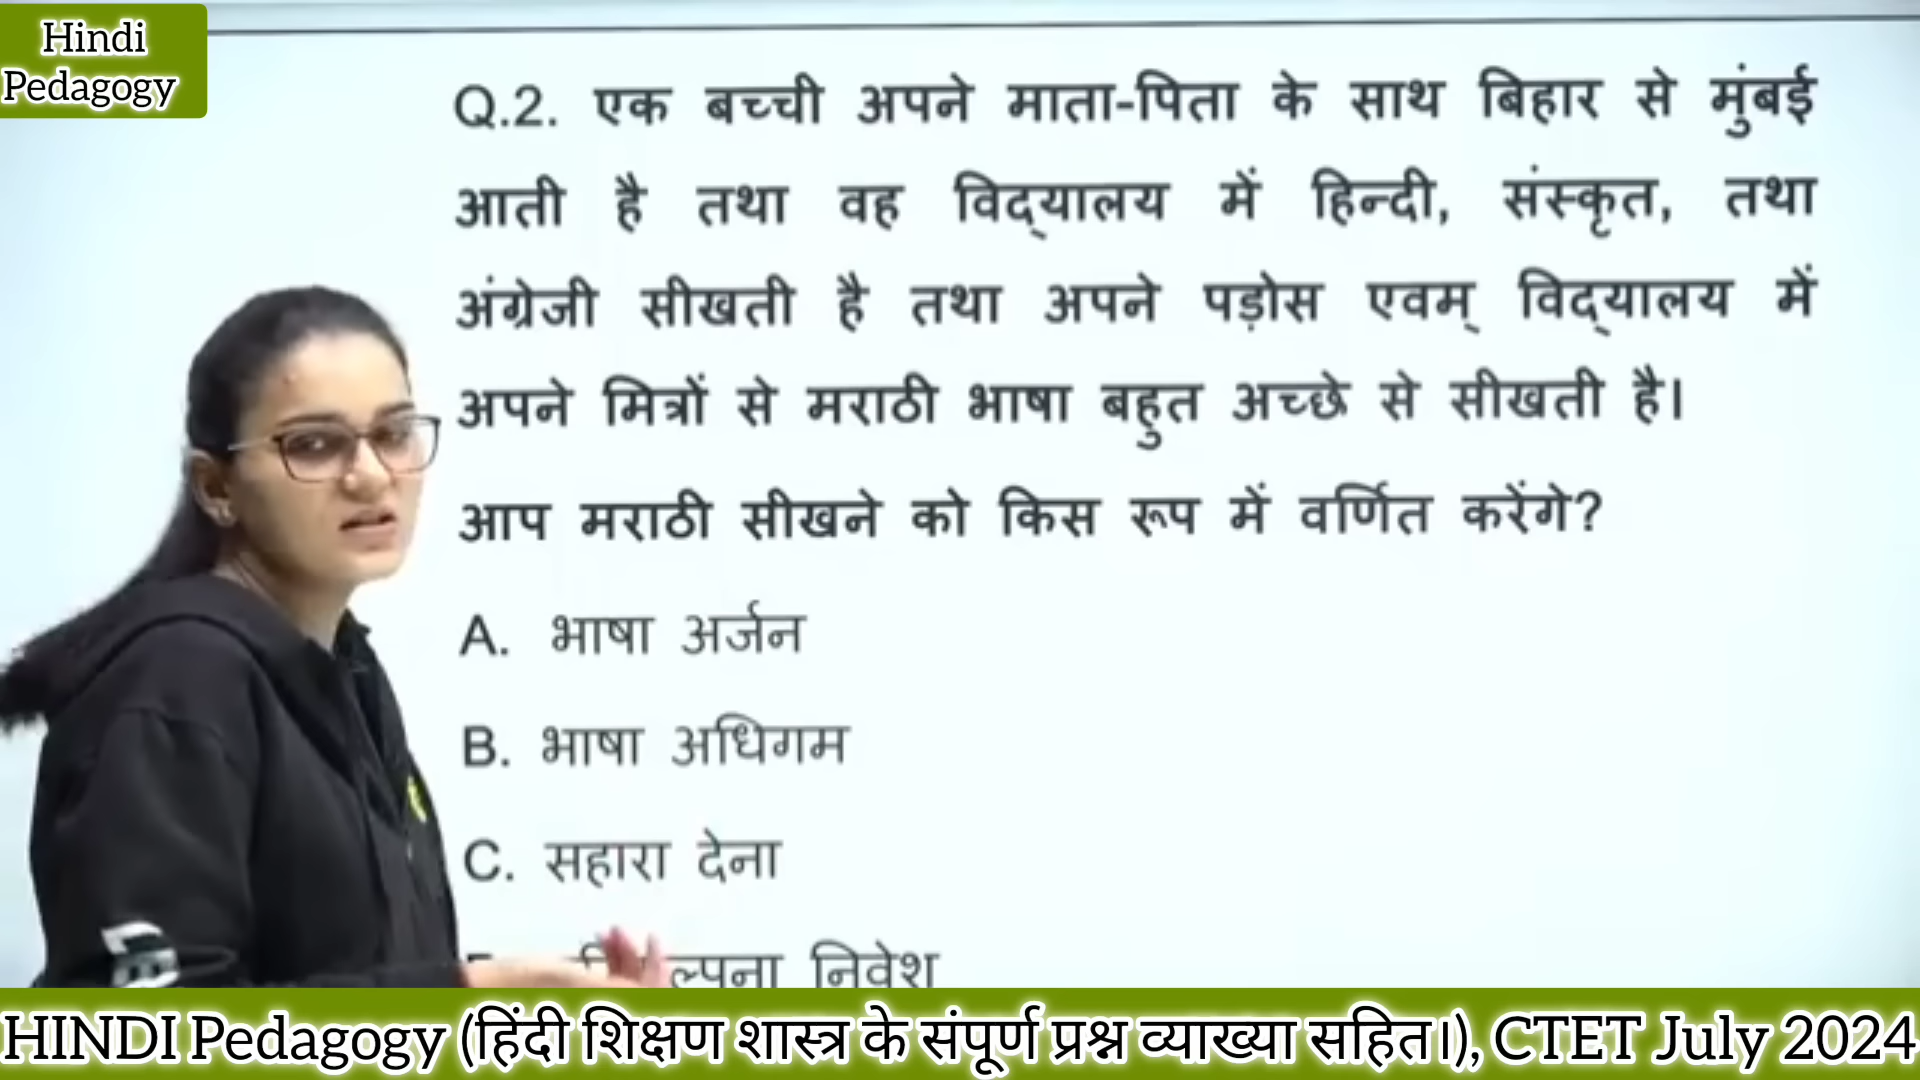 Hindi
Pedagogy
Q.2. एक बच्ची अपने माता-पिता के साथ बिहार से मुंबई
आती है तथा वह विद्यालय में हिन्दी, संस्कृत, तथा
अंग्रेजी सीखती है तथा अपने पड़ोस एवम् विद्यालय में
अपने मित्रों से मराठी भाषा बहुत अच्छे से सीखती है।
आप मराठी सीखने को किस रूप में वर्णित करेंगे?
A. भाषा अर्जन
B. भाषा अधिगम
C. सहारा देना
निवेश
HINDI Pedagogy (हिंदी शिक्षण शास्त्र के संपूर्ण प्रश्न व्याख्या सहित।), CTET July 2024